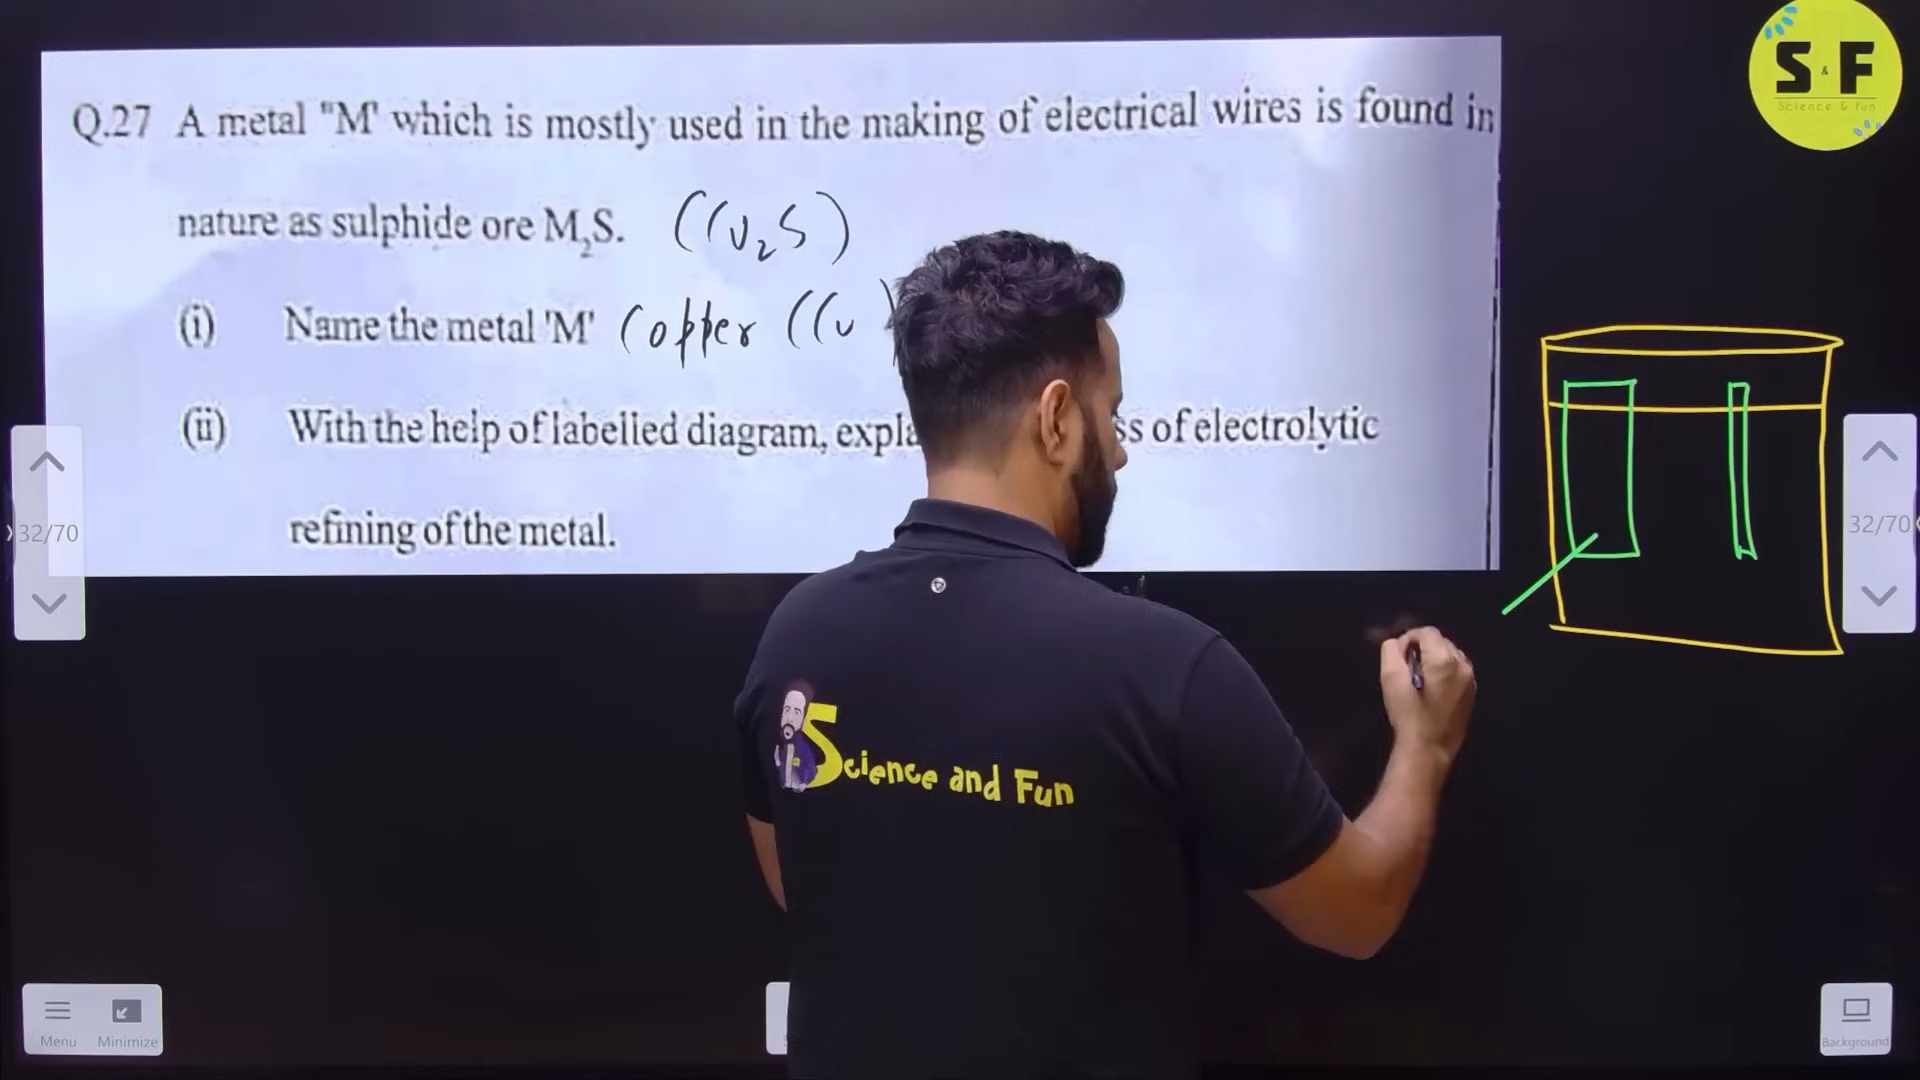 S & F
Science & fun
Q.27 A metal "M' which is mostly used in the making of electrical wires is found in
nature as sulphide ore M₂S. (Cu₂S)
(i) Name the metal 'M' Copper (Cu)
(ii) With the help of labelled diagram, expla ss of electrolytic
refining of the metal.
32/70
32/70
Science and Fun
Menu
Minimize
Background